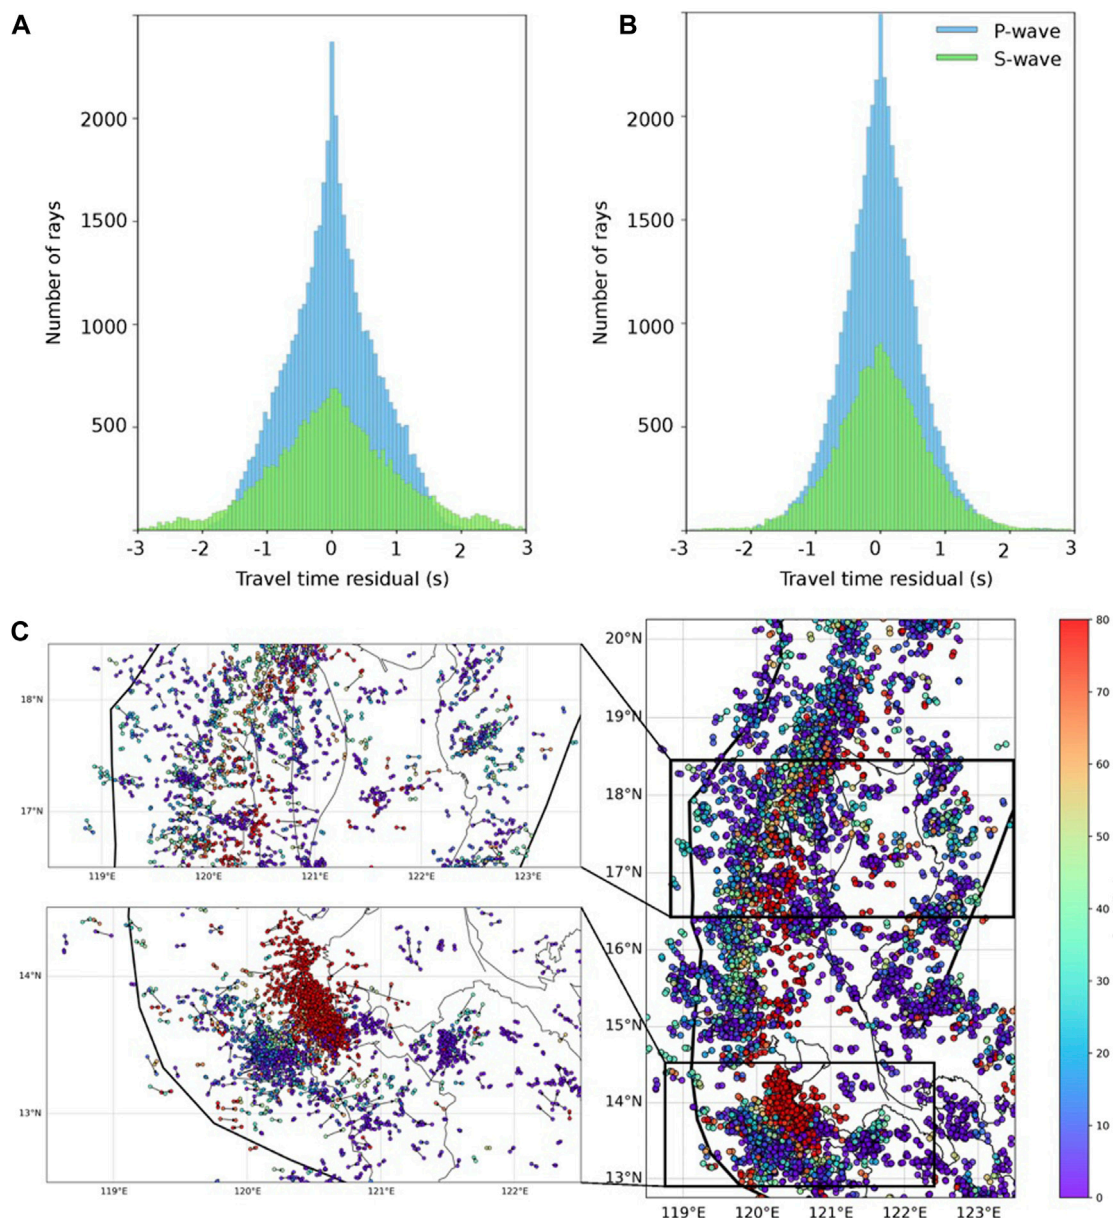 A
B
P-wave
S-wave
2000
1500
1000
500
Number of rays
-3 -2 -1 0 1 2 3
Travel time residual (s)
2000
1500
1000
500
Number of rays
-3 -2 -1 0 1 2 3
Travel time residual (s)
C
18°N
17°N
119°E 120°E 121°E 122°E 123°E
14°N
13°N
119°E 120°E 121°E 122°E
20°N
19°N
18°N
17°N
16°N
15°N
14°N
13°N
119°E 120°E 121°E 122°E 123°E
80
70
60
50
40
30
20
10
0